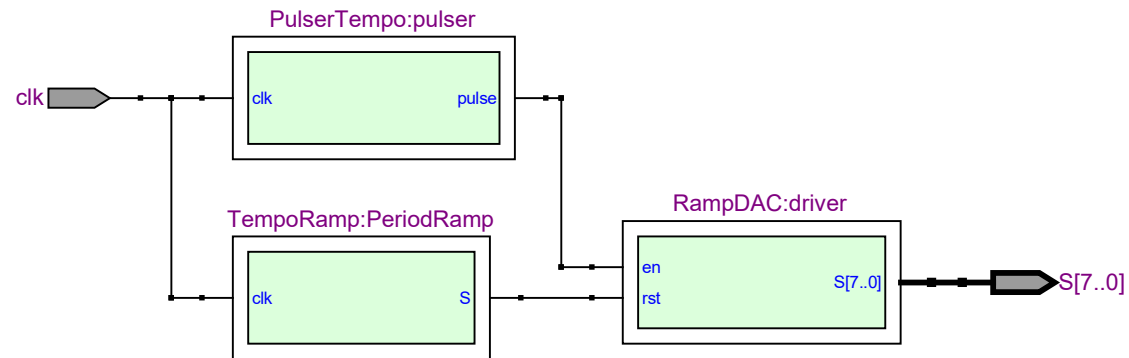 PulserTempo:pulser
clk
clk
pulse
TempoRamp:PeriodRamp
RampDAC:driver
en
S[7..0]
S[7..0]
clk
S
rst